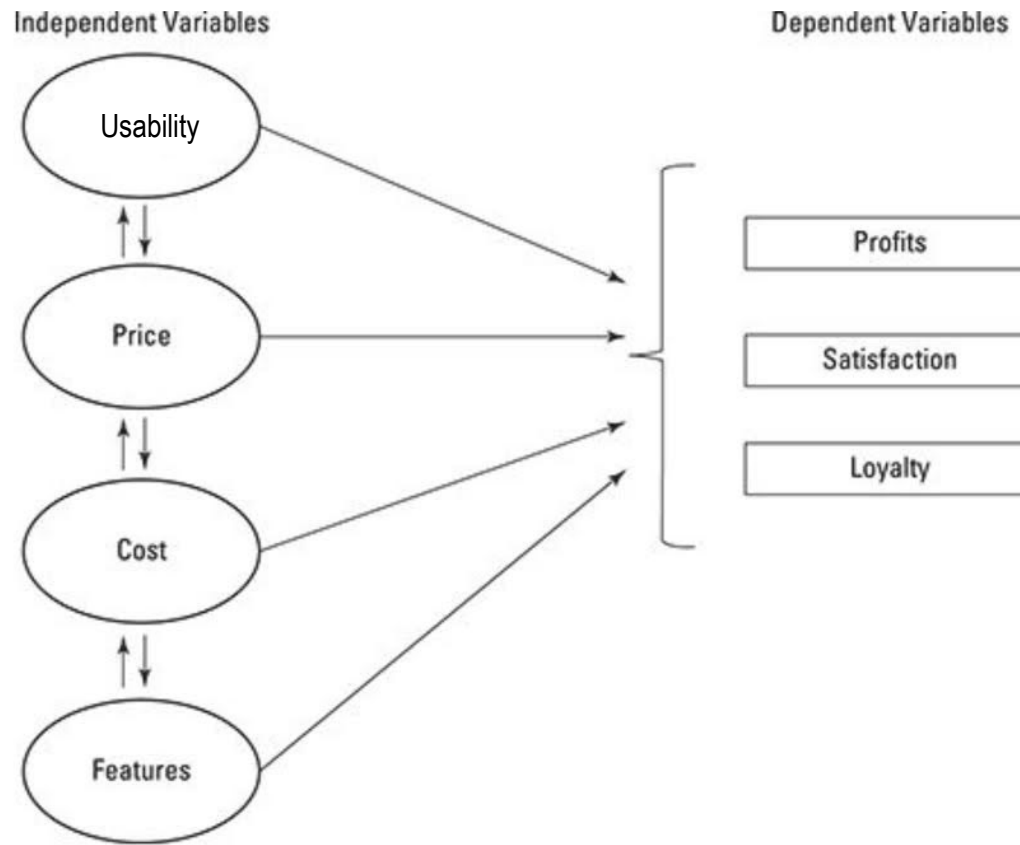 Independent Variables
Dependent Variables
Usability
Price
Cost
Features
Profits
Satisfaction
Loyalty